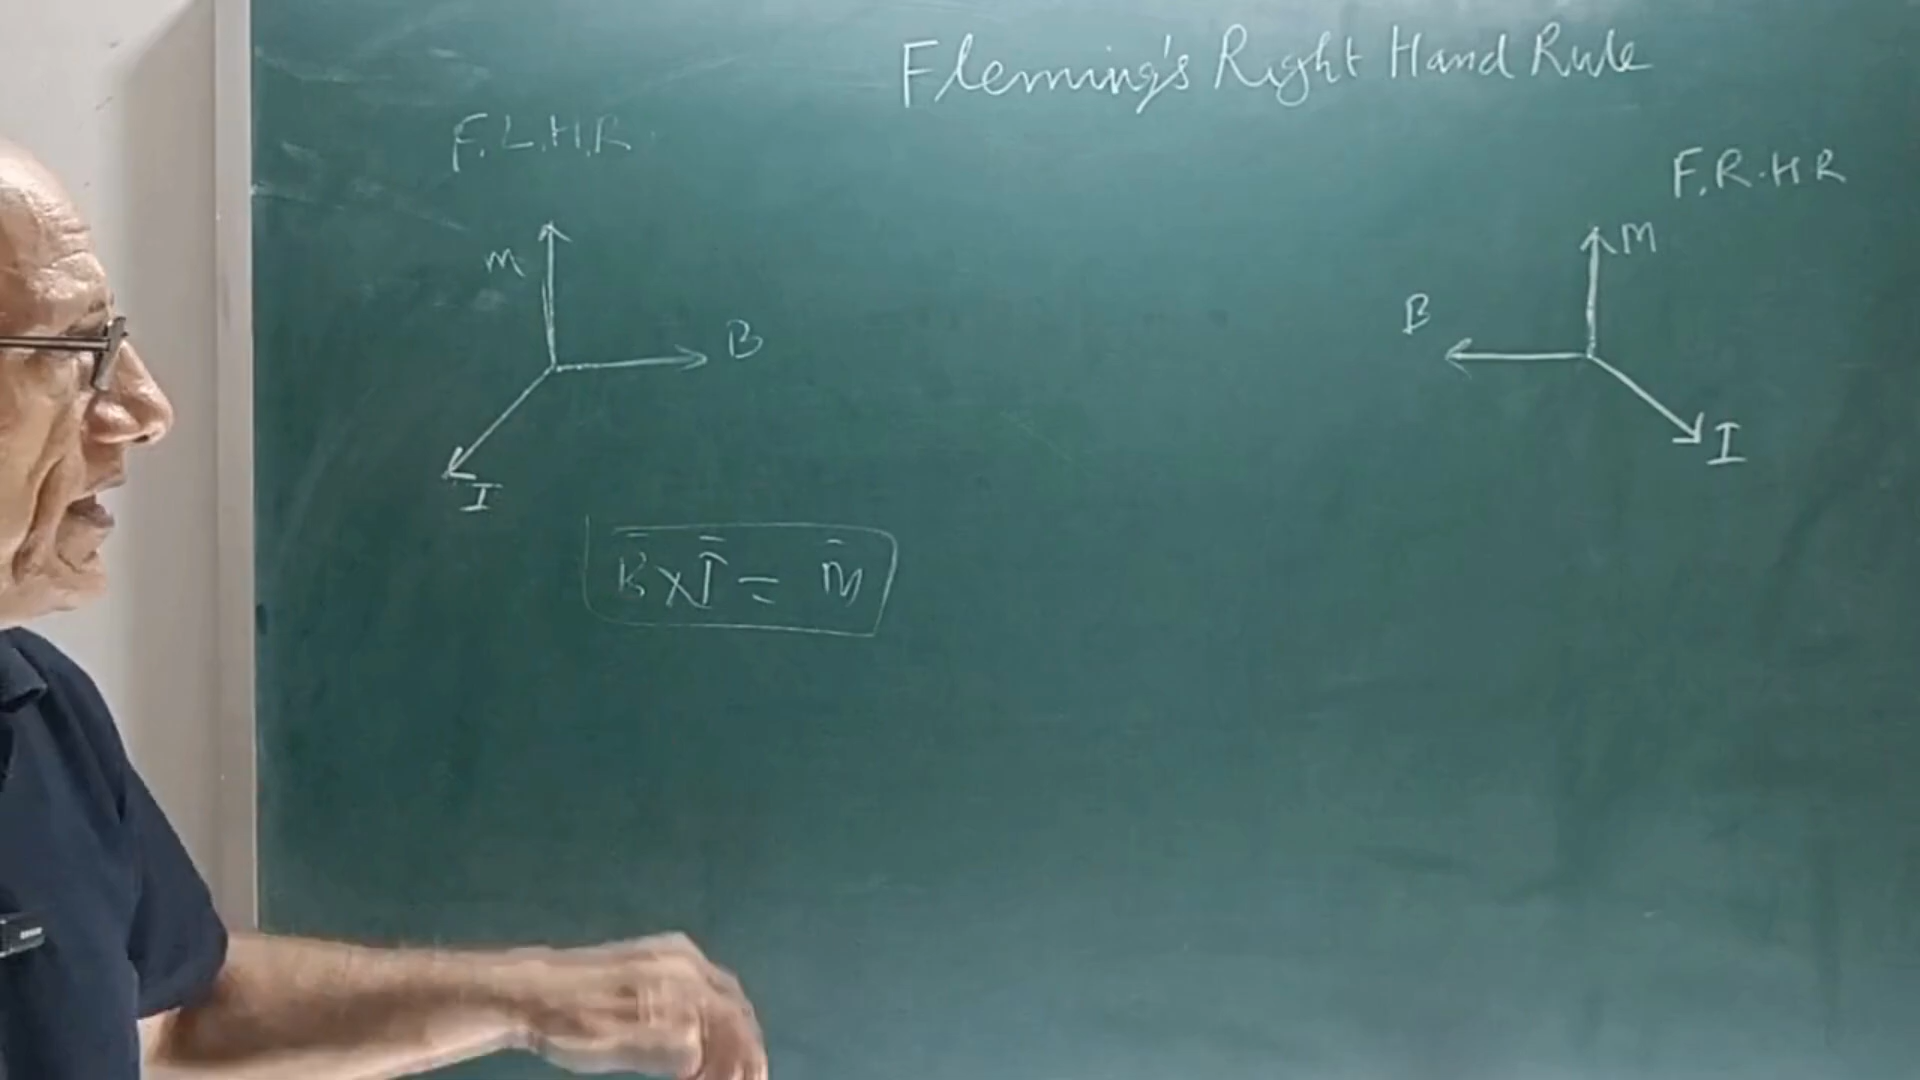 Fleming's Right Hand Rule
F.L.H.R.
M
B
I
F.R.H.R
M
B
I
B̄ x Ī = m̄